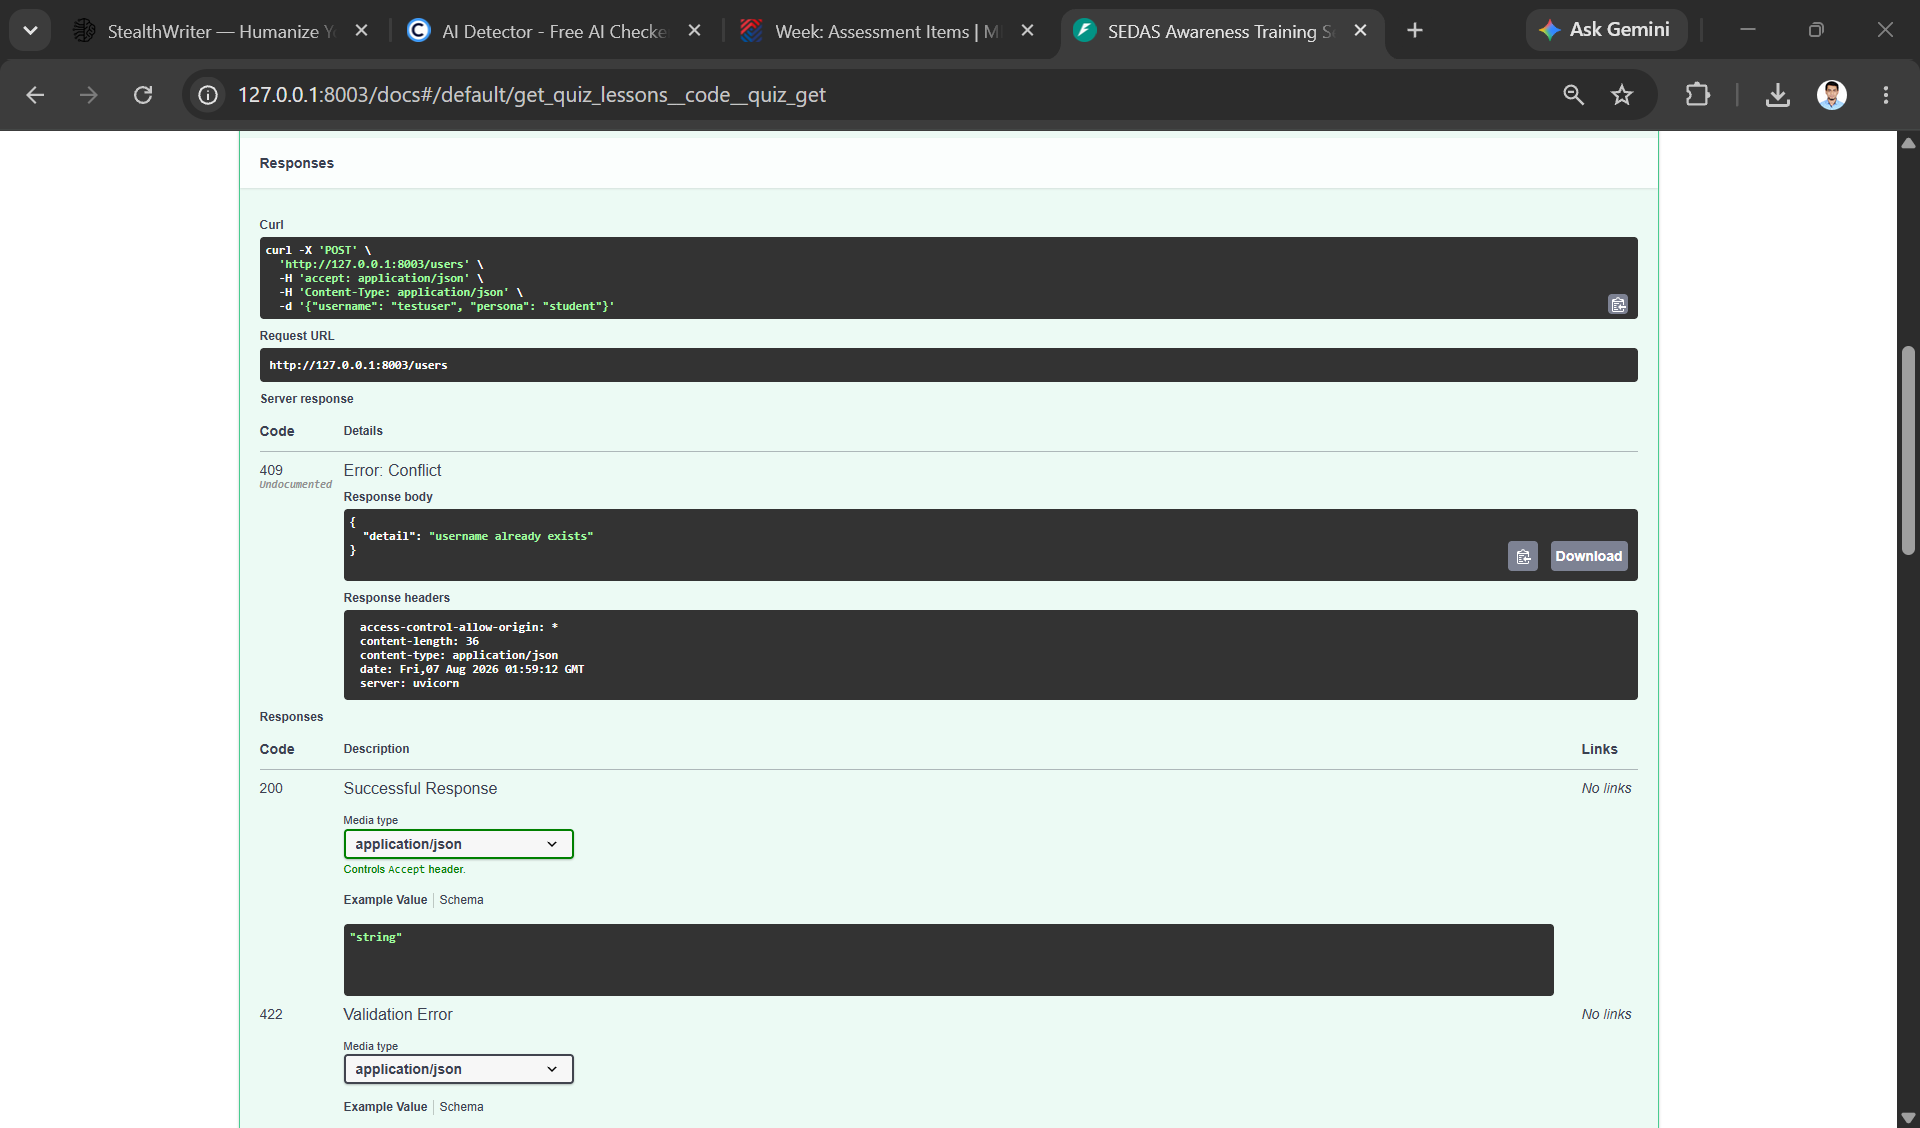 StealthWriter — Humanize Y
AI Detector - Free AI Checke
Week: Assessment Items | M
SEDAS Awareness Training S
Ask Gemini
127.0.0.1:8003/docs#/default/get_quiz_lessons__code__quiz_get
Responses
Curl
curl -X 'POST' \
'http://127.0.0.1:8003/users' \
-H 'accept: application/json' \
-H 'Content-Type: application/json' \
-d '{"username": "testuser", "persona": "student"}'
Request URL
http://127.0.0.1:8003/users
Server response
Code Details
409 Error: Conflict
Undocumented
Response body
{
"detail": "username already exists"
}
Download
Response headers
access-control-allow-origin: *
content-length: 36
content-type: application/json
date: Fri,07 Aug 2026 01:59:12 GMT
server: uvicorn
Responses
Code Description Links
200 Successful Response No links
Media type
application/json
Controls Accept header.
Example Value Schema
"string"
422 Validation Error No links
Media type
application/json
Example Value Schema